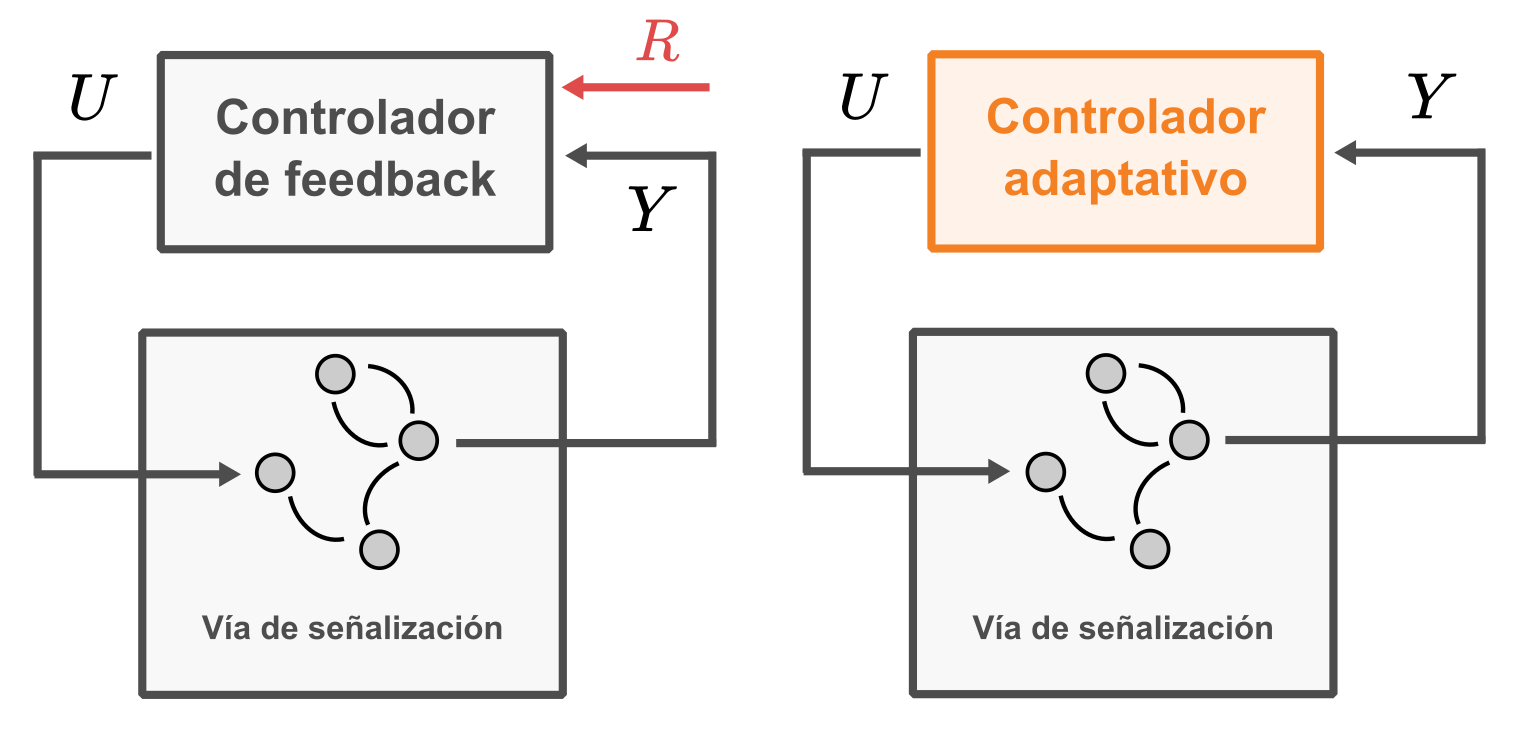 R
U
Controlador
de feedback
Y
Vía de señalización
U
Controlador
adaptativo
Y
Vía de señalización